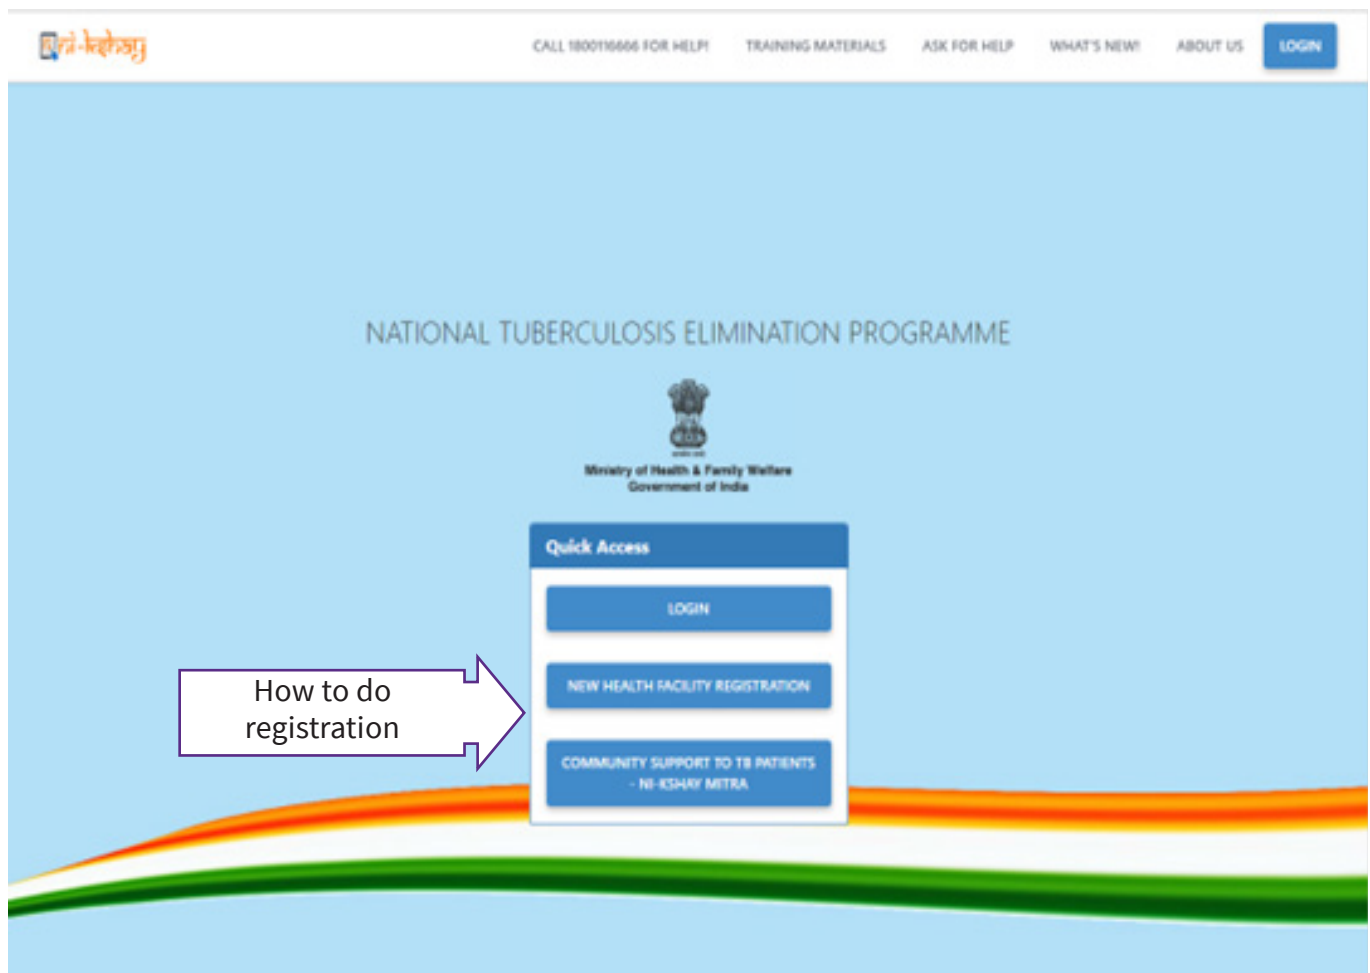 ni-kshay
CALL 1800116666 FOR HELP! TRAINING MATERIALS ASK FOR HELP WHAT'S NEW! ABOUT US LOGIN
NATIONAL TUBERCULOSIS ELIMINATION PROGRAMME
Ministry of Health & Family Welfare
Government of India
Quick Access
LOGIN
NEW HEALTH FACILITY REGISTRATION
How to do
registration
COMMUNITY SUPPORT TO TB PATIENTS
- NI-KSHAY MITRA